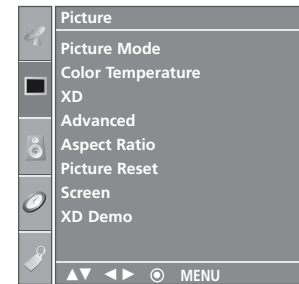 Picture
Picture Mode
Color Temperature
XD
Advanced
Aspect Ratio
Picture Reset
Screen
XD Demo
▲▼ ◄► ⦿ MENU